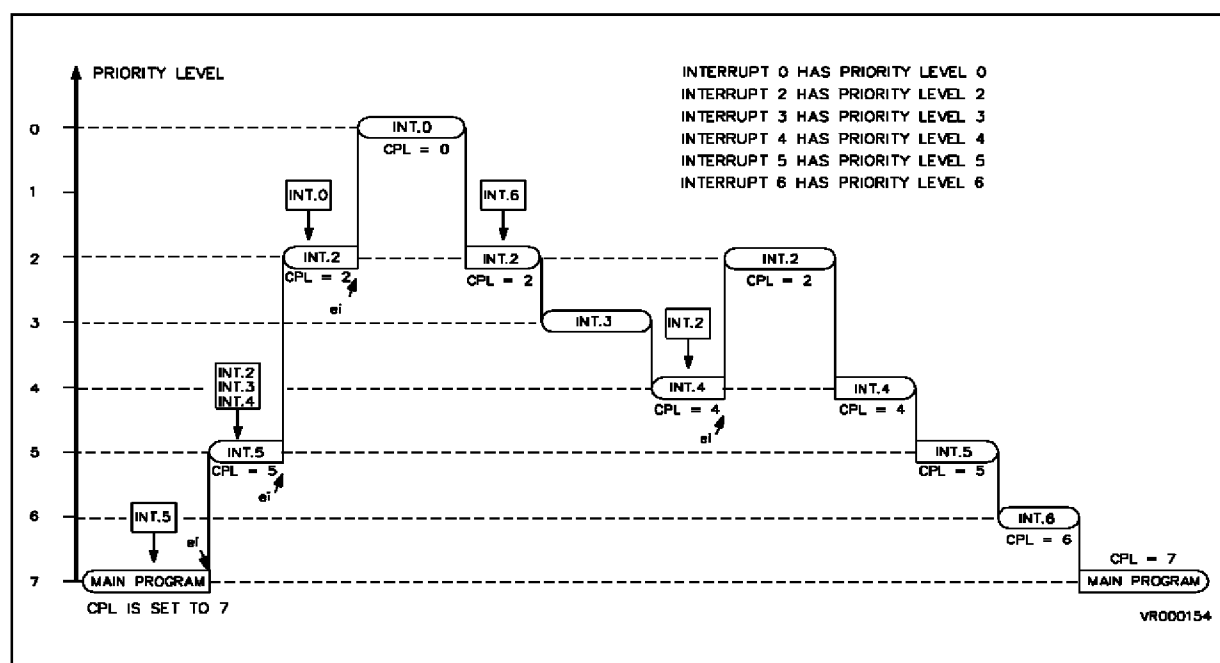 PRIORITY LEVEL
INTERRUPT 0 HAS PRIORITY LEVEL 0
INTERRUPT 2 HAS PRIORITY LEVEL 2
INTERRUPT 3 HAS PRIORITY LEVEL 3
INTERRUPT 4 HAS PRIORITY LEVEL 4
INTERRUPT 5 HAS PRIORITY LEVEL 5
INTERRUPT 6 HAS PRIORITY LEVEL 6
0
INT.0
CPL = 0
1
INT.0
INT.6
2
INT.2
CPL = 2
ei
INT.2
CPL = 2
INT.2
CPL = 2
3
INT.3
INT.2
INT.2
INT.3
INT.4
4
INT.4
CPL = 4
ei
INT.4
CPL = 4
5
INT.5
CPL = 5
ei
INT.5
CPL = 5
6
INT.5
ei
INT.6
CPL = 6
7
MAIN PROGRAM
CPL IS SET TO 7
CPL = 7
MAIN PROGRAM
VR000154